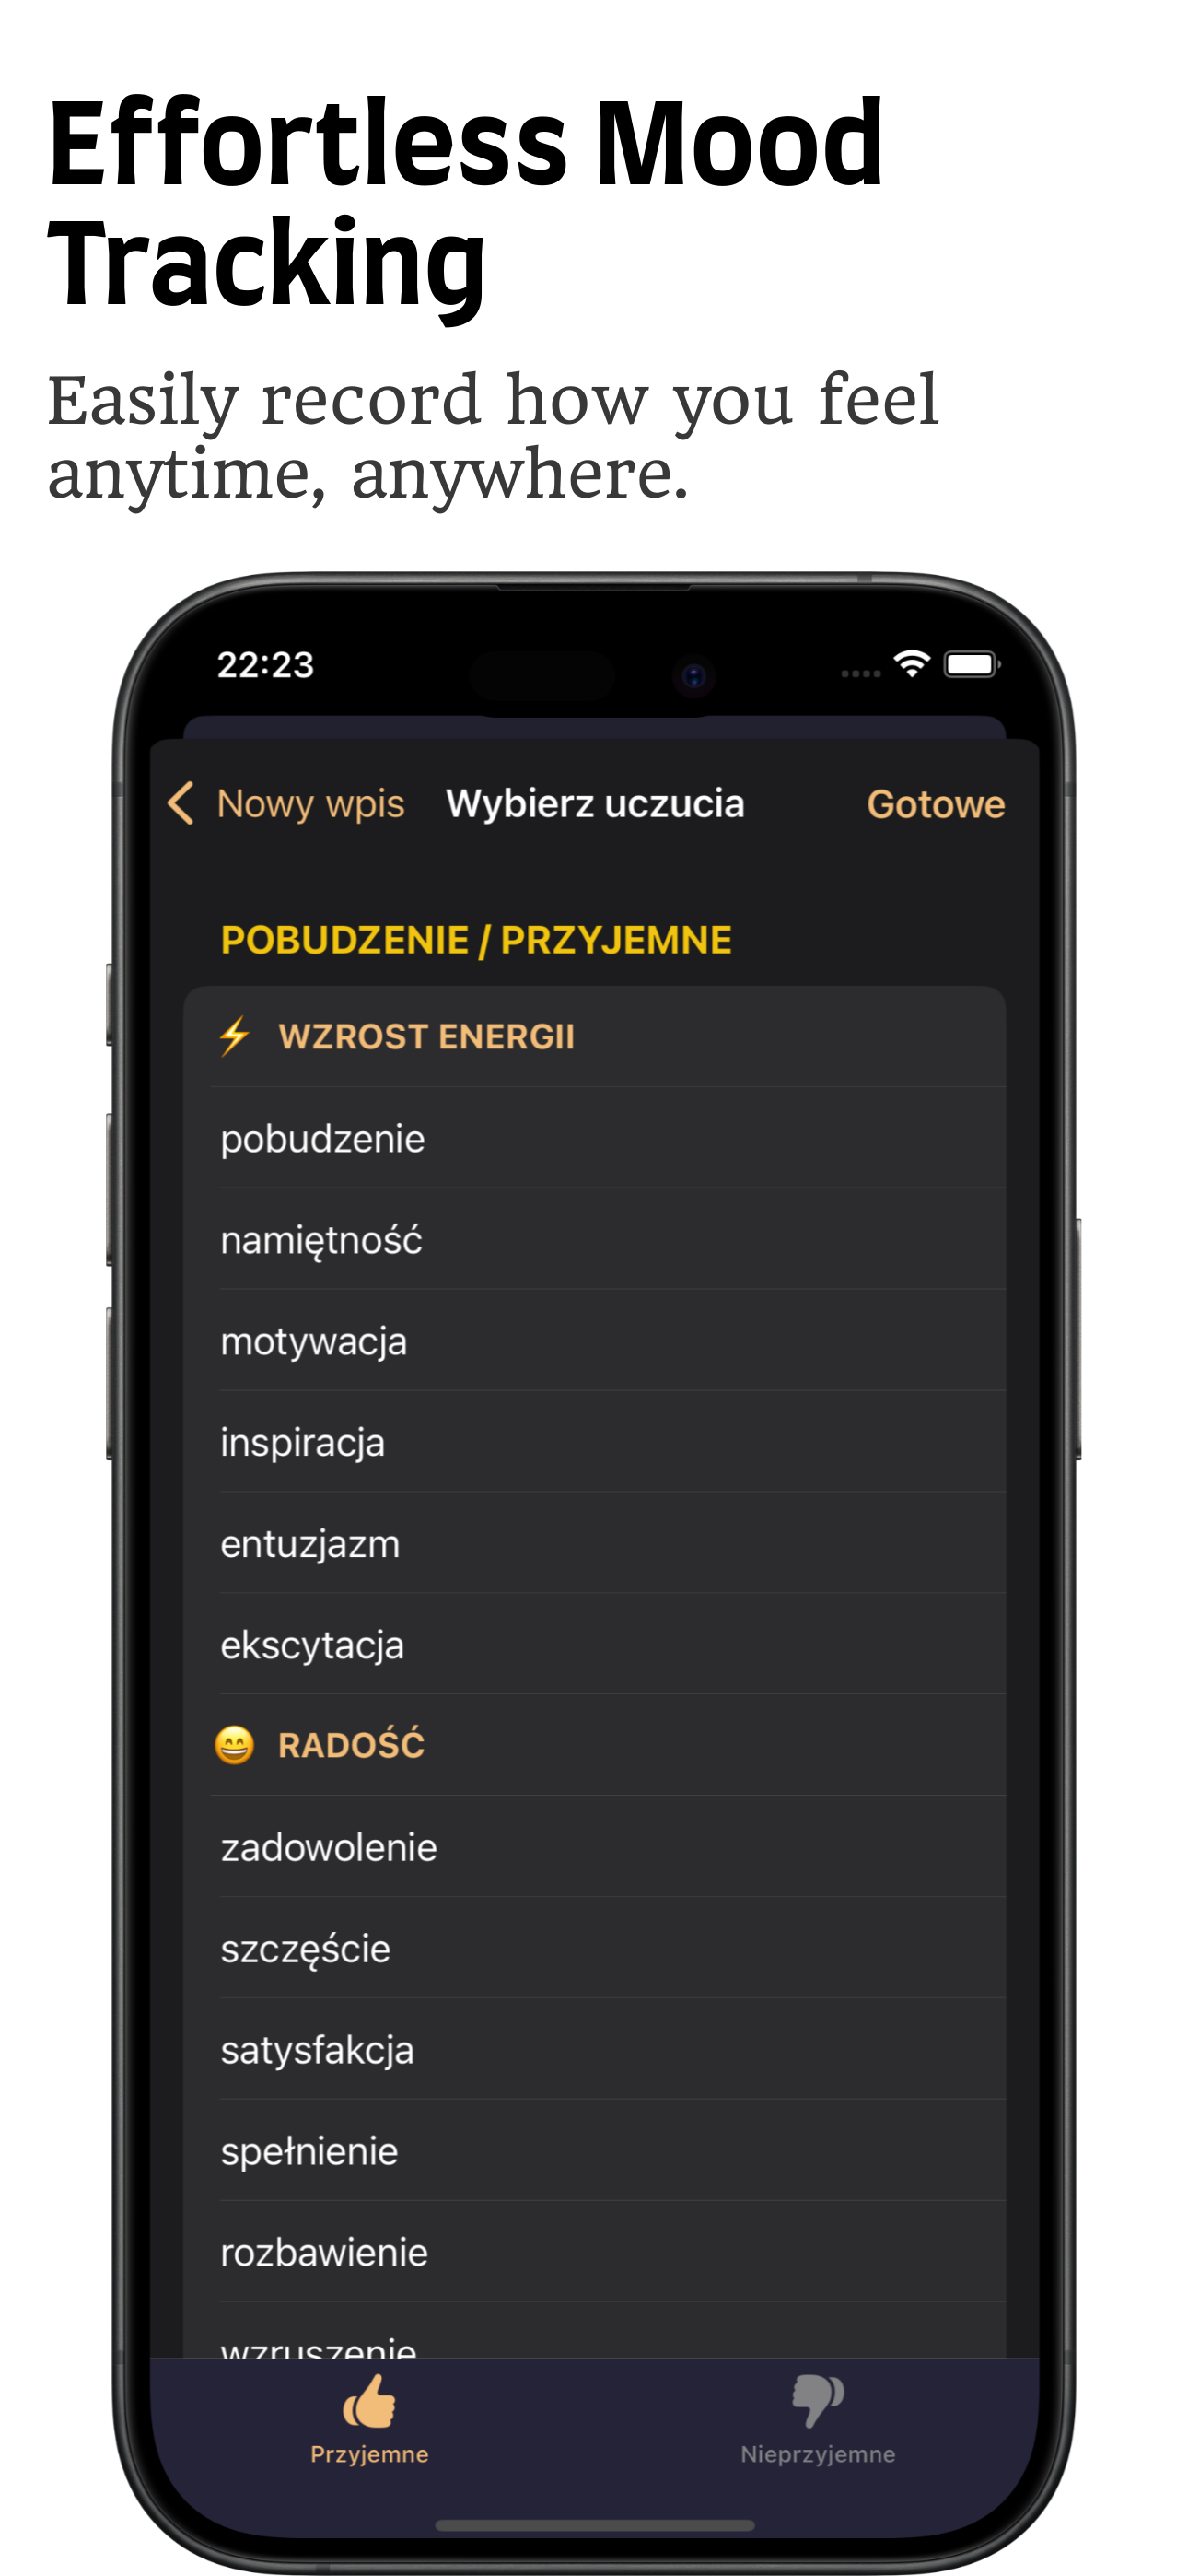 Effortless Mood
Tracking
Easily record how you feel
anytime, anywhere.
22:23
Nowy wpis Wybierz uczucia Gotowe
POBUDZENIE / PRZYJEMNE
WZROST ENERGII
pobudzenie
namiętność
motywacja
inspiracja
entuzjazm
ekscytacja
RADOŚĆ
zadowolenie
szczęście
satysfakcja
spełnienie
rozbawienie
wzruszenie
Przyjemne Nieprzyjemne